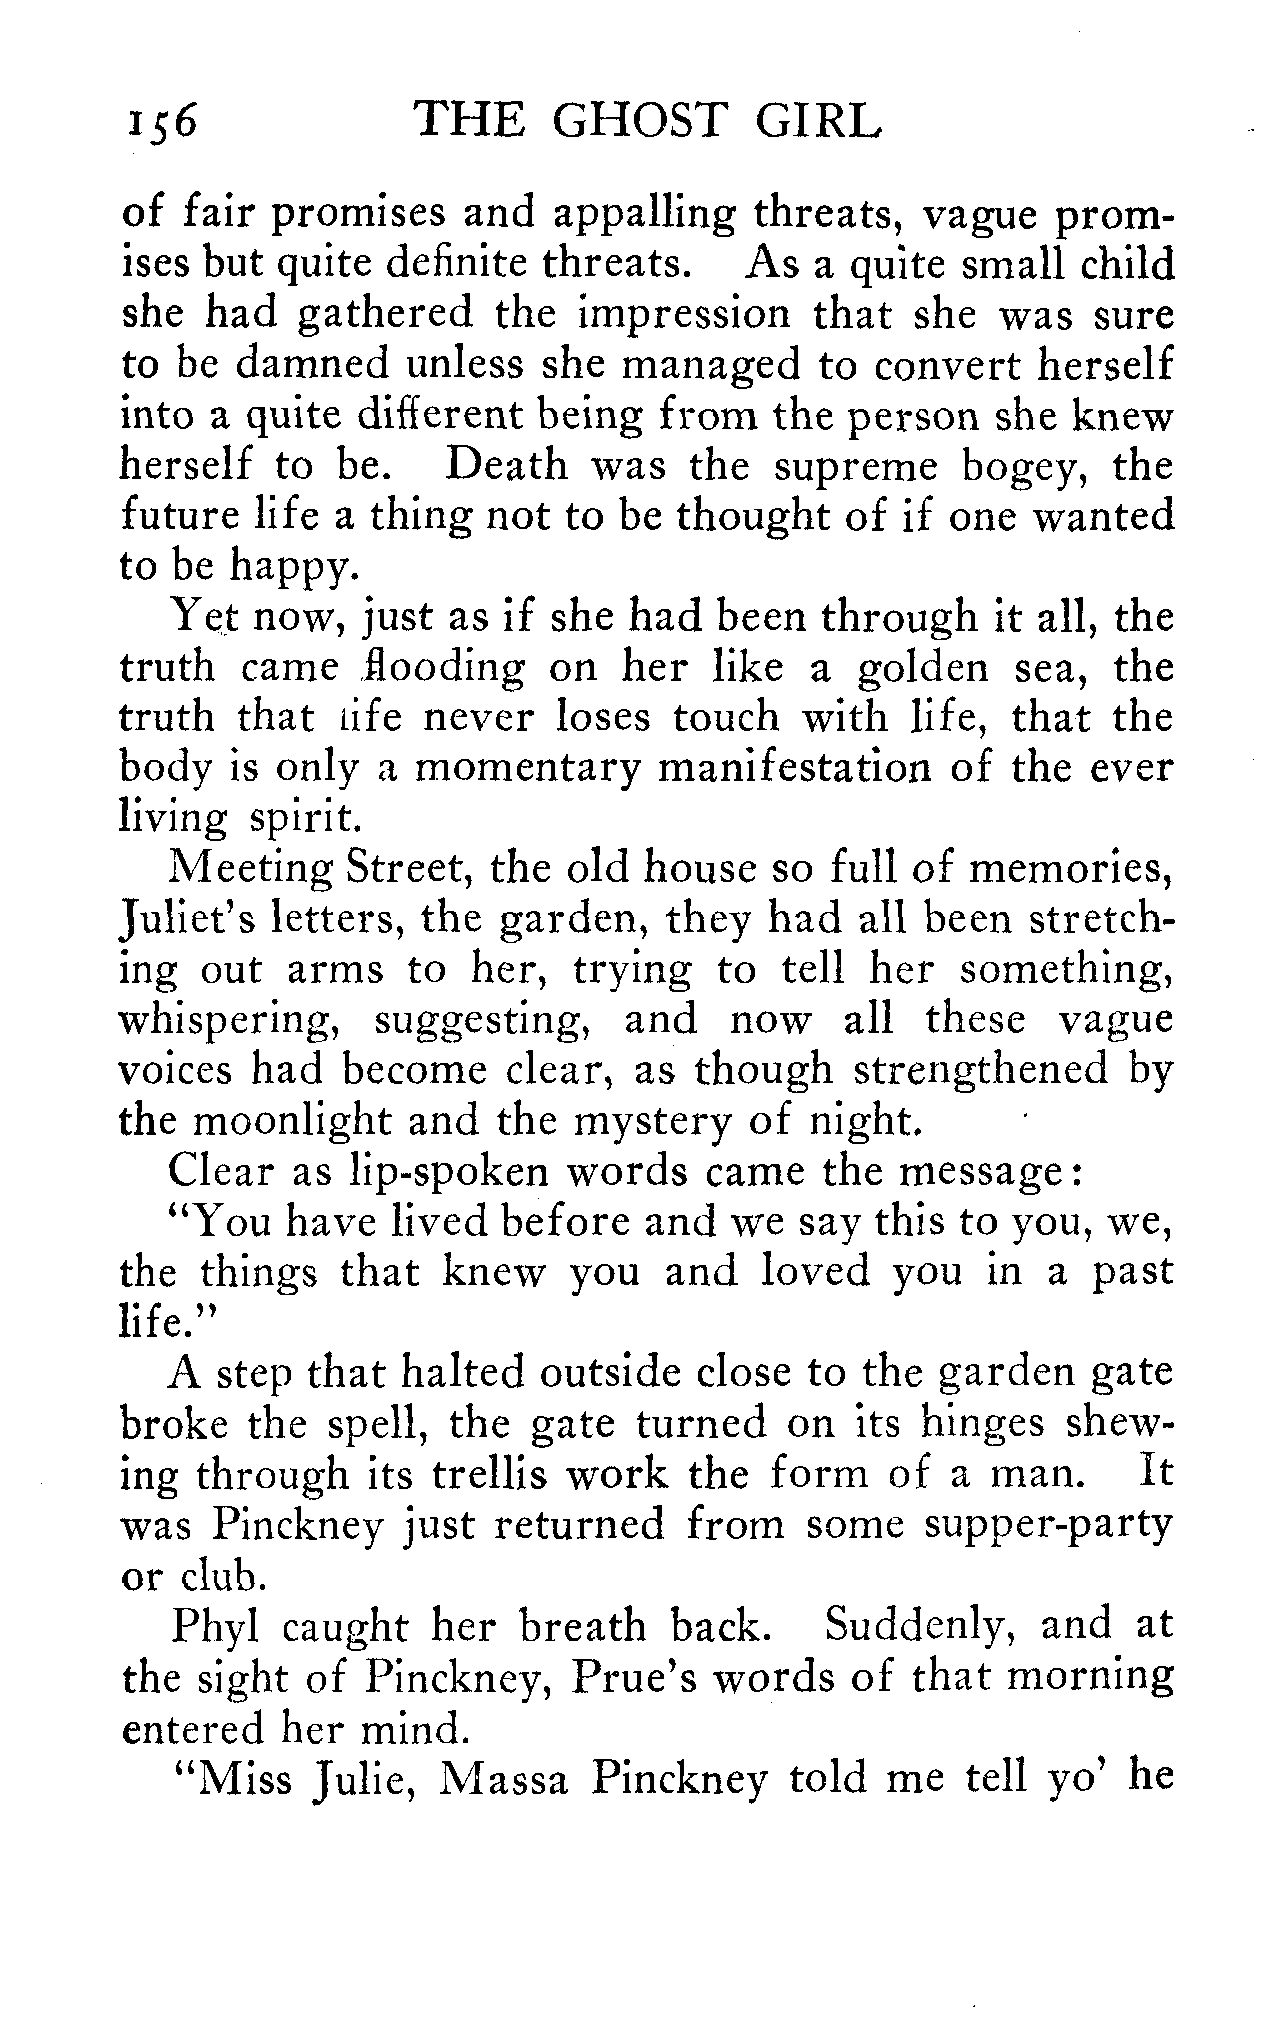 156 THE GHOST GIRL
of fair promises and appalling threats, vague prom-
ises but quite definite threats. As a quite small child
she had gathered the impression that she was sure
to be damned unless she managed to convert herself
into a quite different being from the person she knew
herself to be. Death was the supreme bogey, the
future life a thing not to be thought of if one wanted
to be happy.
Yet now, just as if she had been through it all, the
truth came flooding on her like a golden sea, the
truth that life never loses touch with life, that the
body is only a momentary manifestation of the ever
living spirit.
Meeting Street, the old house so full of memories,
Juliet's letters, the garden, they had all been stretch-
ing out arms to her, trying to tell her something,
whispering, suggesting, and now all these vague
voices had become clear, as though strengthened by
the moonlight and the mystery of night.
Clear as lip-spoken words came the message:
"You have lived before and we say this to you, we,
the things that knew you and loved you in a past
life."
A step that halted outside close to the garden gate
broke the spell, the gate turned on its hinges shew-
ing through its trellis work the form of a man. It
was Pinckney just returned from some supper-party
or club.
Phyl caught her breath back. Suddenly, and at
the sight of Pinckney, Prue's words of that morning
entered her mind.
"Miss Julie, Massa Pinckney told me tell yo' he